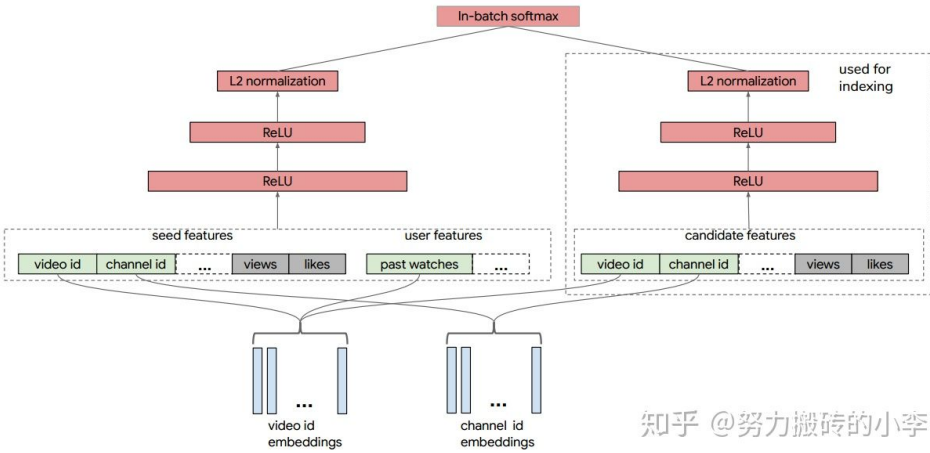 In-batch softmax
L2 normalization
ReLU
ReLU
seed features
user features
video id
channel id
...
views
likes
past watches
...
used for
indexing
L2 normalization
ReLU
ReLU
candidate features
video id
channel id
...
views
likes
...
video id
embeddings
...
channel id
embeddings
知乎 @努力搬砖的小李